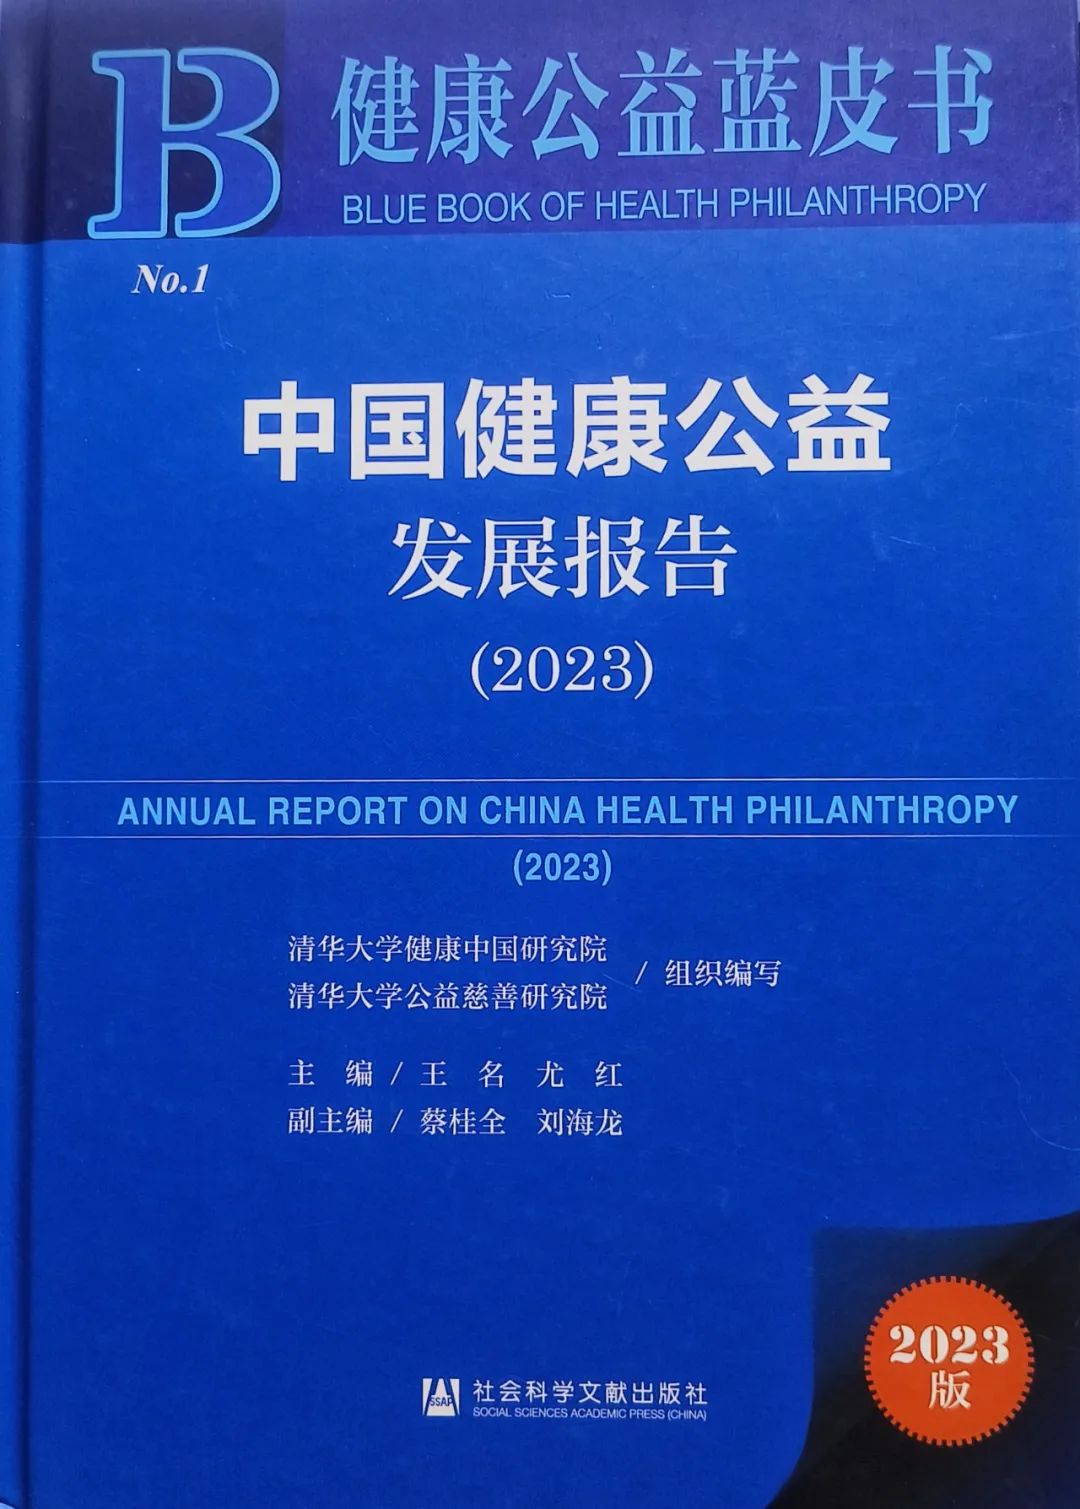 B
健康公益蓝皮书
BLUE BOOK OF HEALTH PHILANTHROPY
No.1
中国健康公益
发展报告
(2023)
ANNUAL REPORT ON CHINA HEALTH PHILANTHROPY
(2023)
清华大学健康中国研究院
清华大学公益慈善研究院
/ 组织编写
主 编 / 王 名 尤 红
副主编 / 蔡桂全 刘海龙
2023
版
SSAP
社会科学文献出版社
SOCIAL SCIENCES ACADEMIC PRESS (CHINA)